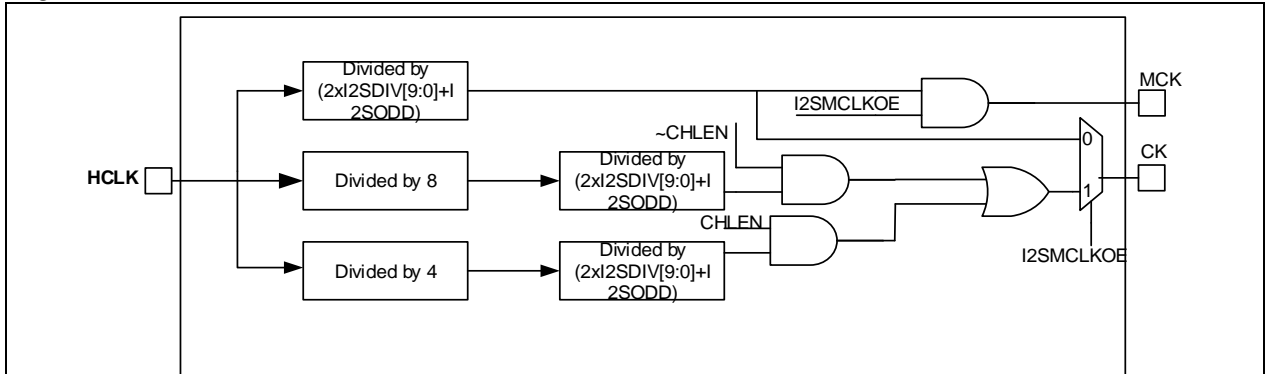 Divided by
(2xI2SDIV[9:0]+I
2SODD)
I2SMCLKOE
MCK
~CHLEN
0
HCLK
Divided by 8
Divided by
(2xI2SDIV[9:0]+I
2SODD)
CK
1
CHLEN
Divided by 4
Divided by
(2xI2SDIV[9:0]+I
2SODD)
I2SMCLKOE